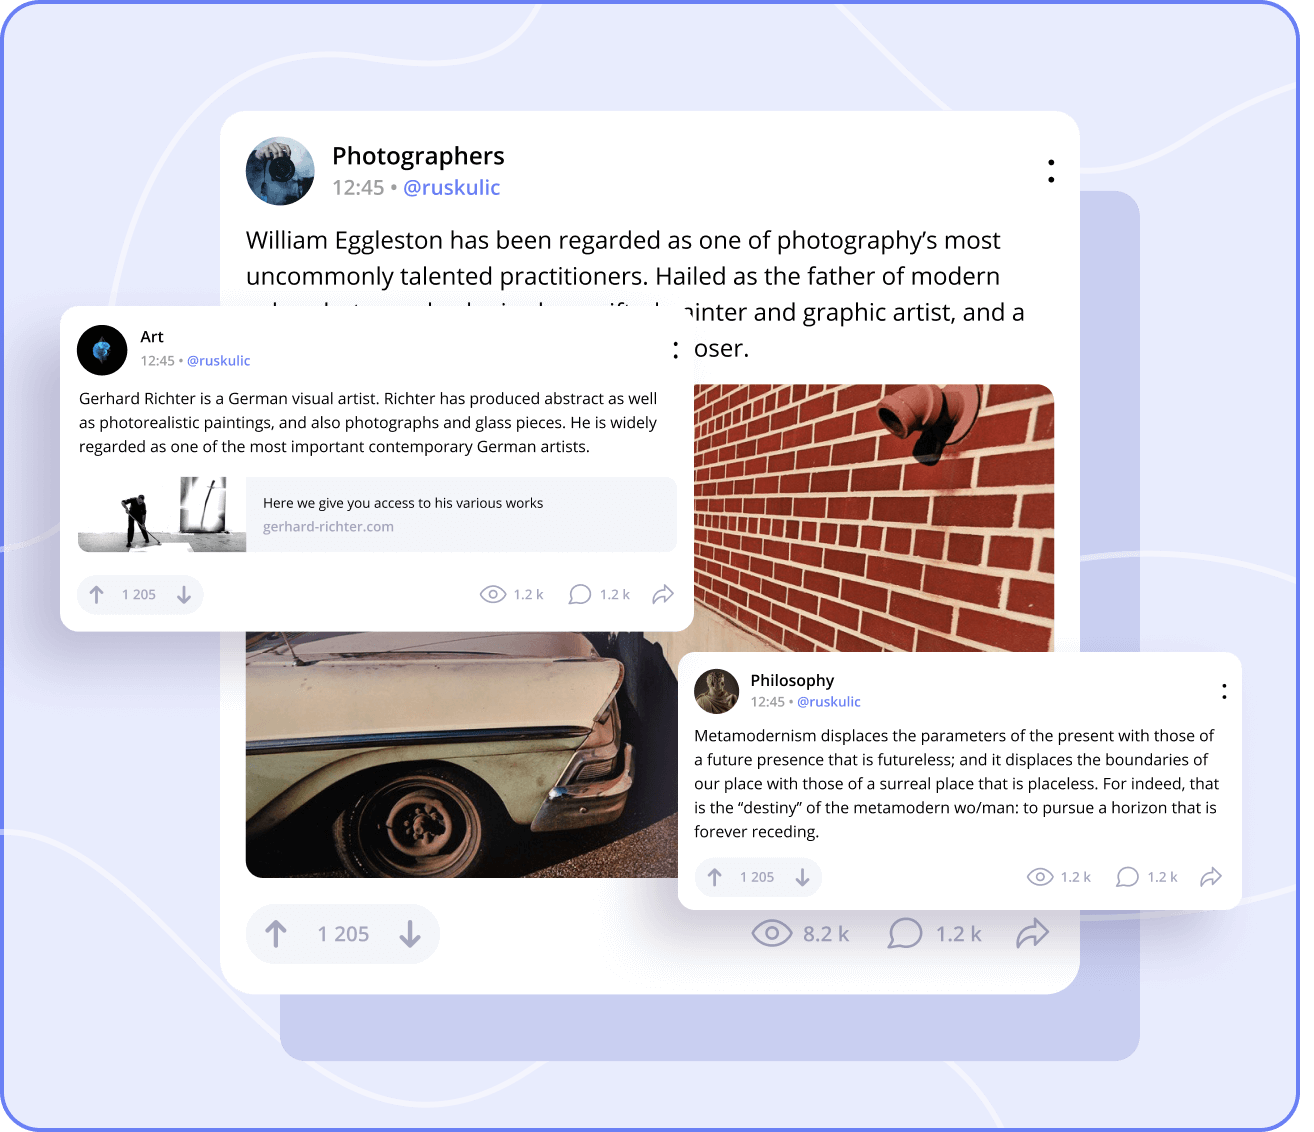 Photographers
12:45 • @ruskulic
William Eggleston has been regarded as one of photography’s most
uncommonly talented practitioners. Hailed as the father of modern
and graphic artist, and a
Art
12:45 • @ruskulic
Gerhard Richter is a German visual artist. Richter has produced abstract as well
as photorealistic paintings, and also photographs and glass pieces. He is widely
regarded as one of the most important contemporary German artists.
Here we give you access to his various works
gerhard-richter.com
1 205
1.2 k
1.2 k
Philosophy
12:45 • @ruskulic
Metamodernism displaces the parameters of the present with those of
a future presence that is futureless; and it displaces the boundaries of
our place with those of a surreal place that is placeless. For indeed, that
is the “destiny” of the metamodern wo/man: to pursue a horizon that is
forever receding.
1 205
1.2 k
1.2 k
1 205
8.2 k
1.2 k